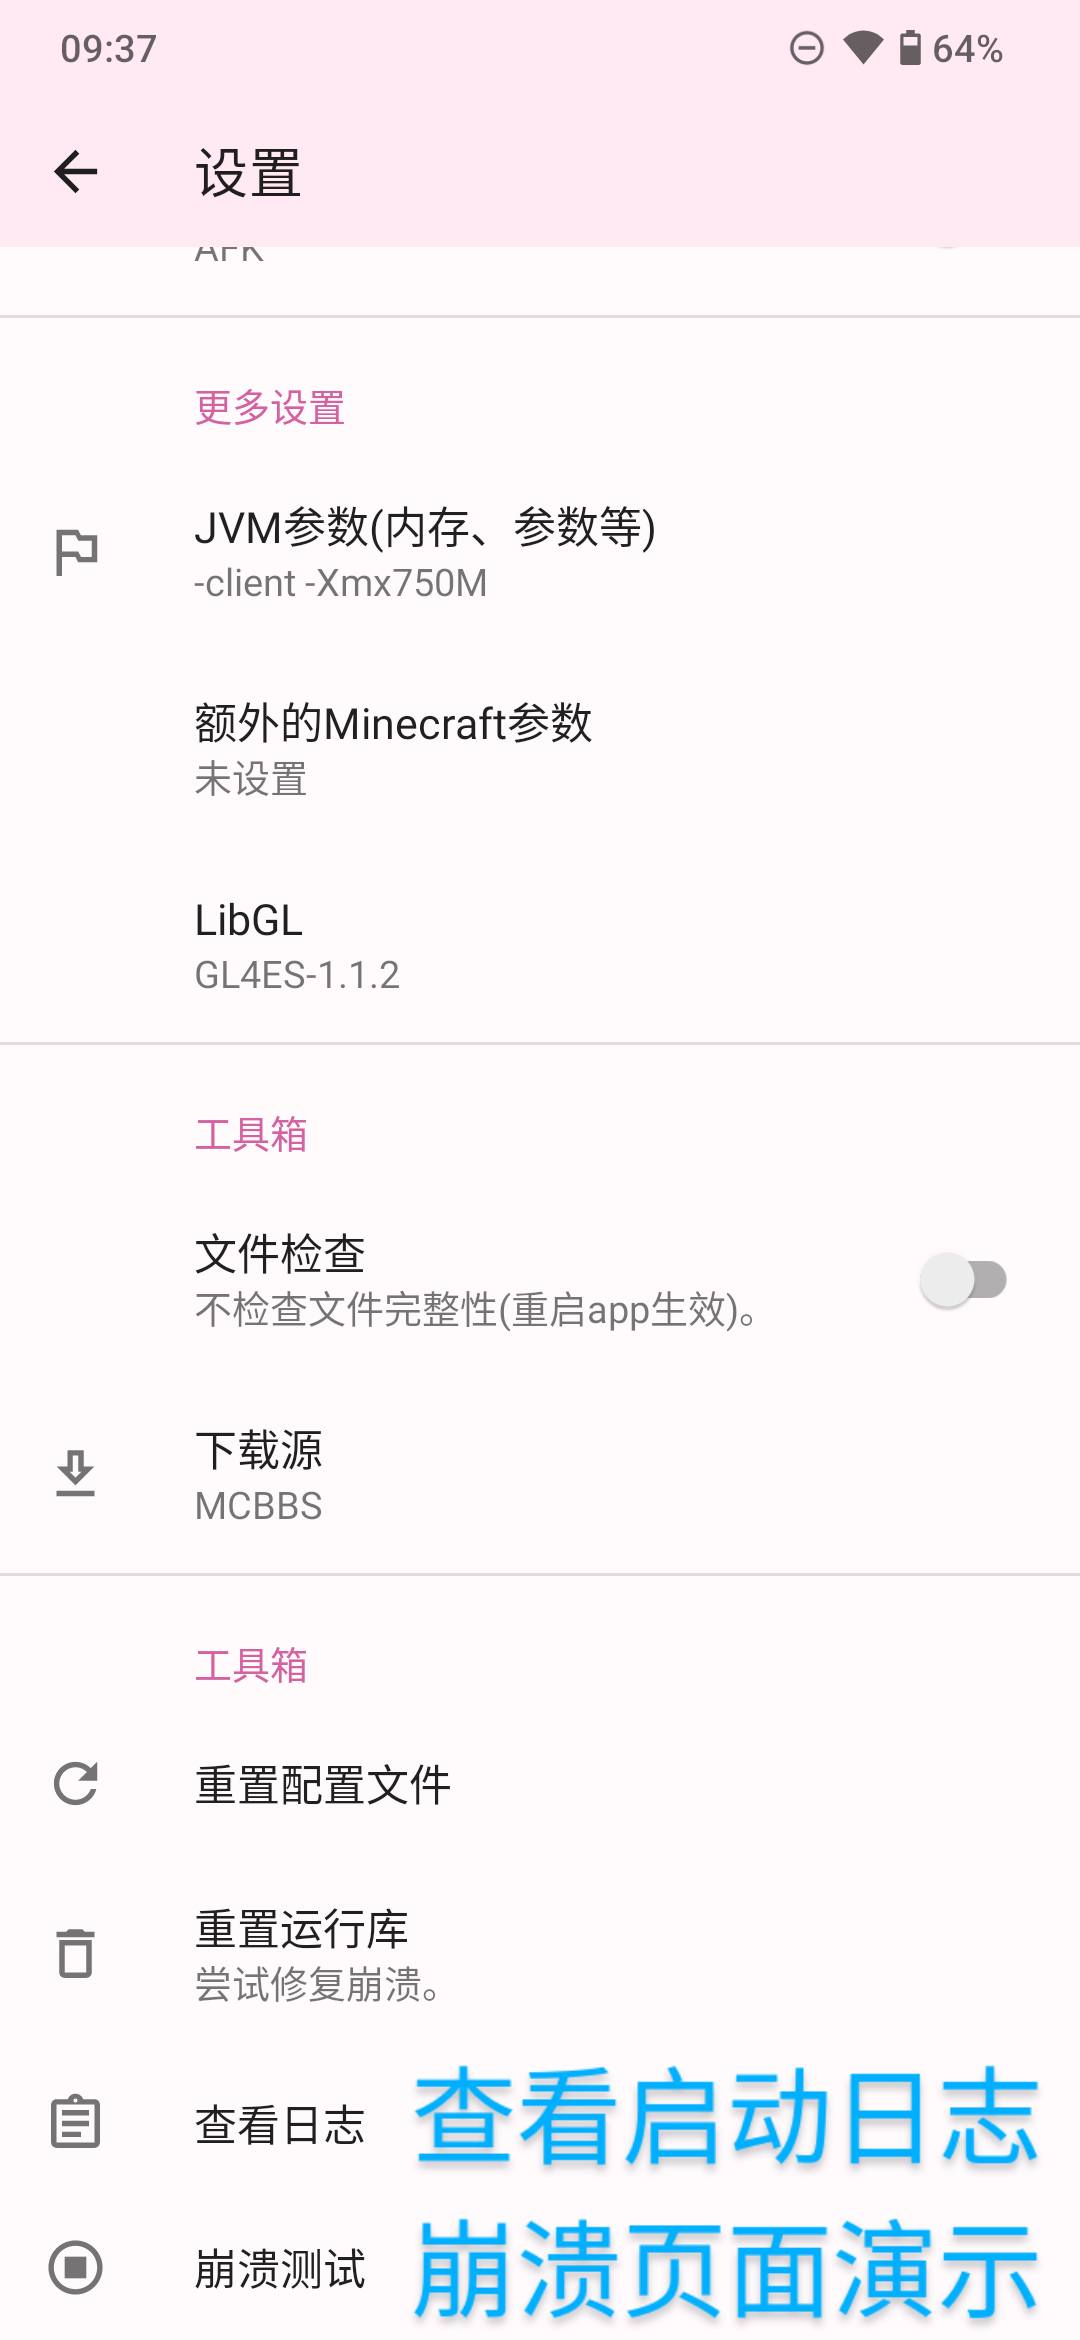 09:37
64%
设置
AFK
更多设置
JVM参数(内存、参数等)
-client -Xmx750M
额外的Minecraft参数
未设置
LibGL
GL4ES-1.1.2
工具箱
文件检查
不检查文件完整性(重启app生效)。
下载源
MCBBS
工具箱
重置配置文件
重置运行库
尝试修复崩溃。
查看日志 查看启动日志
崩溃测试 崩溃页面演示